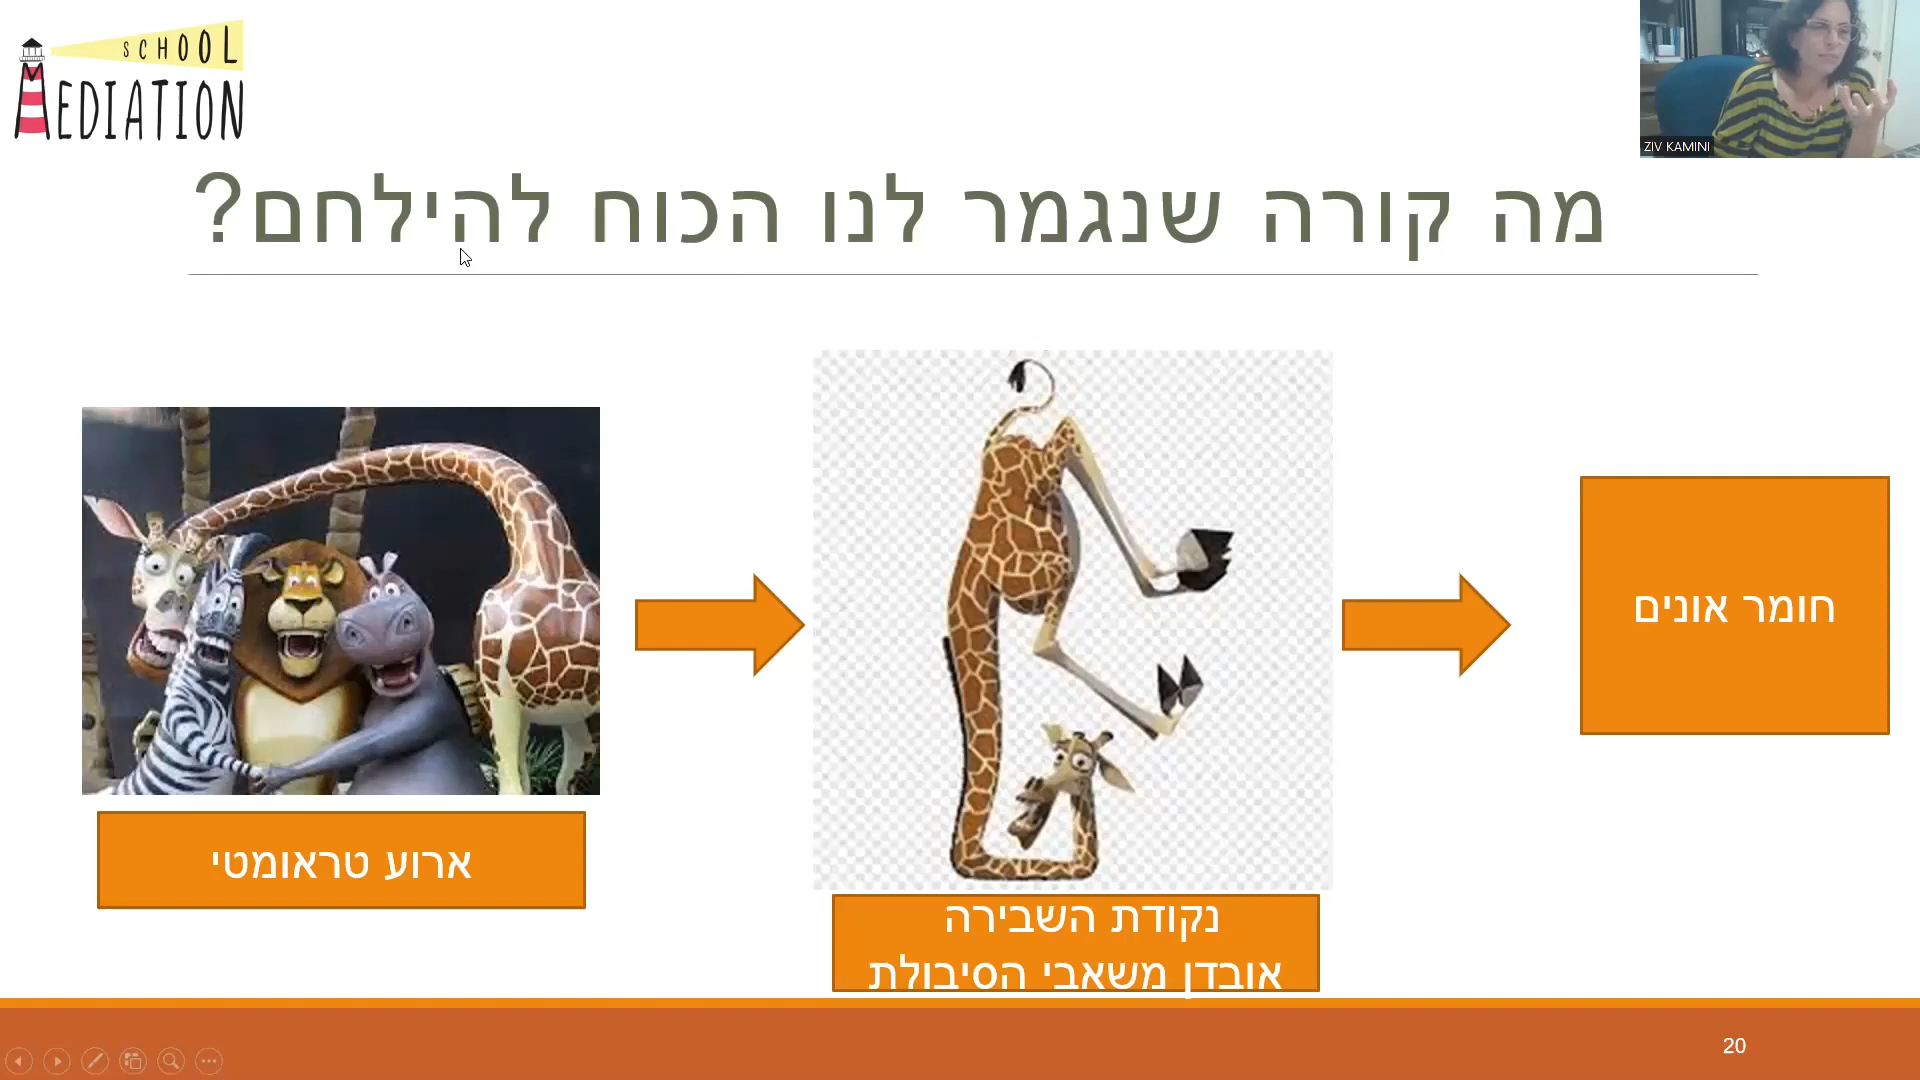 SCHOOL
MEDIATION
ZIV KAMINI
מה קורה שנגמר לנו הכוח להילחם?
ארוע טראומטי
נקודת השבירה
אובדן משאבי הסיבולת
חומר אונים
20